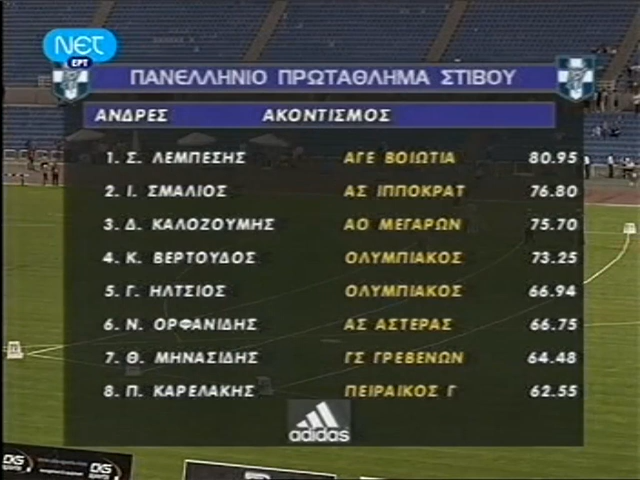 NET
ΕΡΤ
ΠΑΝΕΛΛΗΝΙΟ ΠΡΩΤΑΘΛΗΜΑ ΣΤΙΒΟΥ
ΑΝΔΡΕΣ ΑΚΟΝΤΙΣΜΟΣ
1. Σ. ΛΕΜΠΕΣΗΣ ΑΓΕ ΒΟΙΩΤΙΑ 80.95
2. Ι. ΣΜΑΛΙΟΣ ΑΣ ΙΠΠΟΚΡΑΤ 76.80
3. Δ. ΚΑΛΟΖΟΥΜΗΣ ΑΟ ΜΕΓΑΡΩΝ 75.70
4. Κ. ΒΕΡΤΟΥΔΟΣ ΟΛΥΜΠΙΑΚΟΣ 73.25
5. Γ. ΗΛΤΣΙΟΣ ΟΛΥΜΠΙΑΚΟΣ 66.94
6. Ν. ΟΡΦΑΝΙΔΗΣ ΑΣ ΑΣΤΕΡΑΣ 66.75
7. Θ. ΜΗΝΑΣΙΔΗΣ ΓΣ ΓΡΕΒΕΝΩΝ 64.48
8. Π. ΚΑΡΕΛΑΚΗΣ ΠΕΙΡΑΙΚΟΣ Γ 62.55
adidas